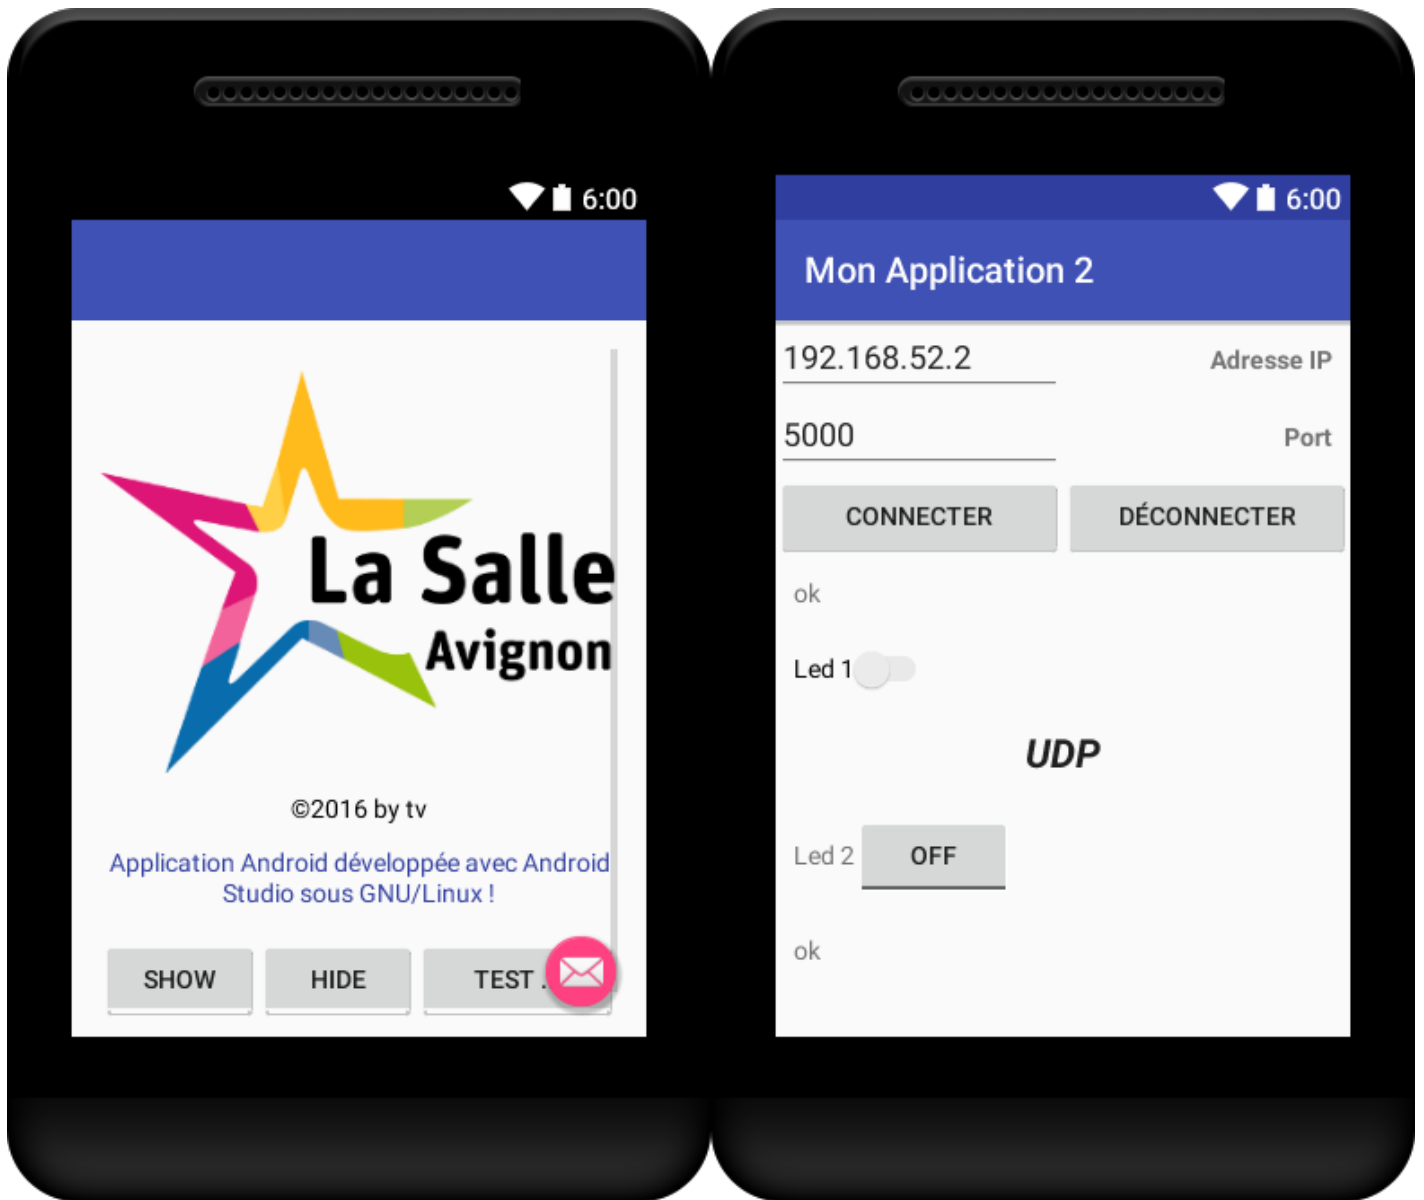 6:00
La Salle
Avignon
©2016 by tv
Application Android développée avec Android
Studio sous GNU/Linux !
SHOW
HIDE
TEST .
6:00
Mon Application 2
192.168.52.2
Adresse IP
5000
Port
CONNECTER
DÉCONNECTER
ok
Led 1
UDP
Led 2
OFF
ok